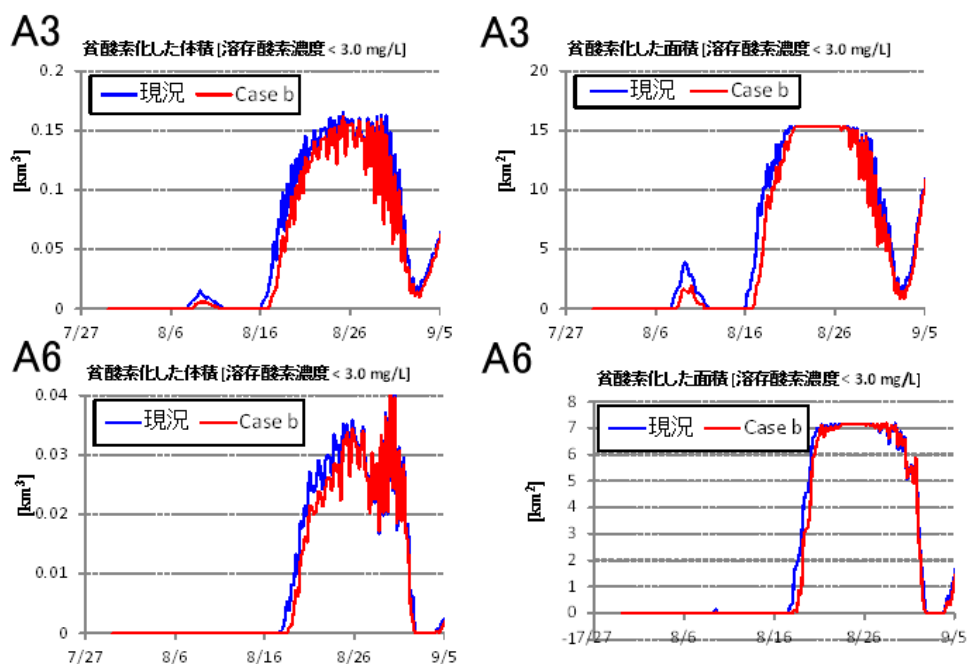 A3
貧酸素化した体積 [溶存酸素濃度 < 3.0 mg/L]
0.2
0.15
0.1
0.05
0
[km³]
現況
Case b
7/27
8/6
8/16
8/26
9/5
A3
貧酸素化した面積 [溶存酸素濃度 < 3.0 mg/L]
20
15
10
5
0
[km²]
現況
Case b
7/27
8/6
8/16
8/26
9/5
A6
貧酸素化した体積 [溶存酸素濃度 < 3.0 mg/L]
0.04
0.03
0.02
0.01
0
[km³]
現況
Case b
7/27
8/6
8/16
8/26
9/5
A6
貧酸素化した面積 [溶存酸素濃度 < 3.0 mg/L]
8
7
6
5
4
3
2
1
0
-1
[km²]
現況
Case b
7/27
8/6
8/16
8/26
9/5